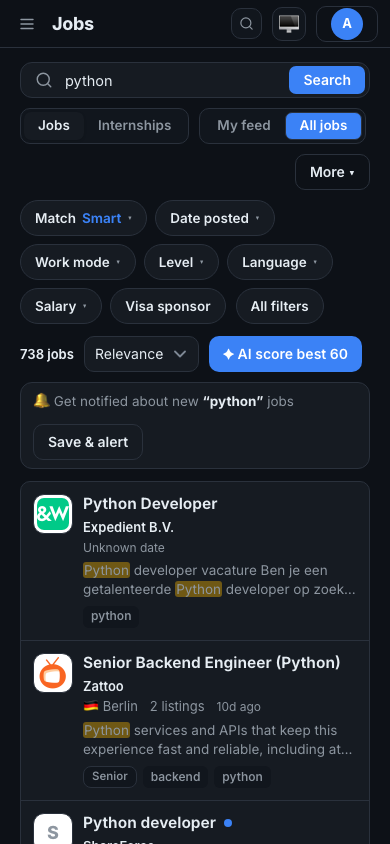 Jobs
A
python
Search
Jobs
Internships
My feed
All jobs
More ▾
Match Smart ▾
Date posted ▾
Work mode ▾
Level ▾
Language ▾
Salary ▾
Visa sponsor
All filters
738 jobs
Relevance
✦ AI score best 60
🔔 Get notified about new “python” jobs
Save & alert
&W
Python Developer
Expedient B.V.
Unknown date
Python developer vacature Ben je een
getalenteerde Python developer op zoek…
python
Senior Backend Engineer (Python)
Zattoo
🇩🇪 Berlin 2 listings 10d ago
Python services and APIs that keep this
experience fast and reliable, including at…
Senior
backend
python
S
Python developer
ShareForce